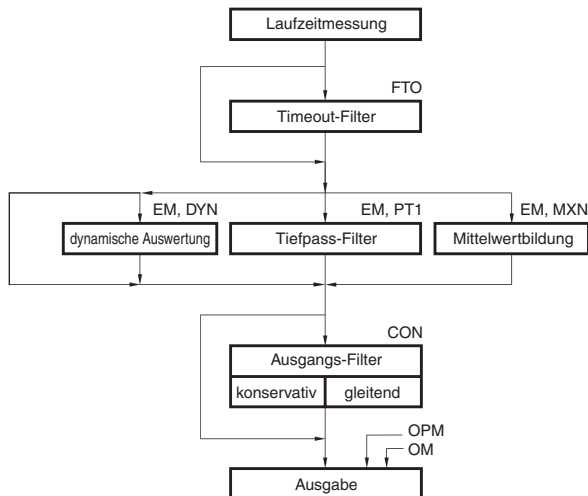 Laufzeitmessung
FTO
Timeout-Filter
EM, DYN
EM, PT1
EM, MXN
dynamische Auswertung
Tiefpass-Filter
Mittelwertbildung
CON
Ausgangs-Filter
konservativ
gleitend
OPM
OM
Ausgabe